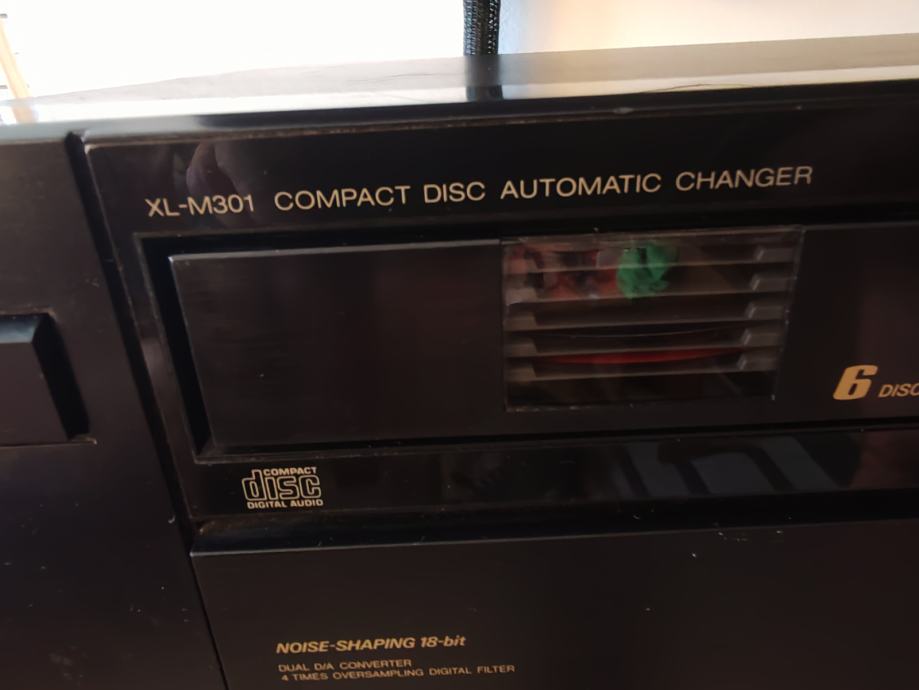 XL-M301 COMPACT DISC AUTOMATIC CHANGER
6 DISC
COMPACT
disc
DIGITAL AUDIO
NOISE-SHAPING 18-bit
DUAL D/A CONVERTER
4 TIMES OVERSAMPLING DIGITAL FILTER